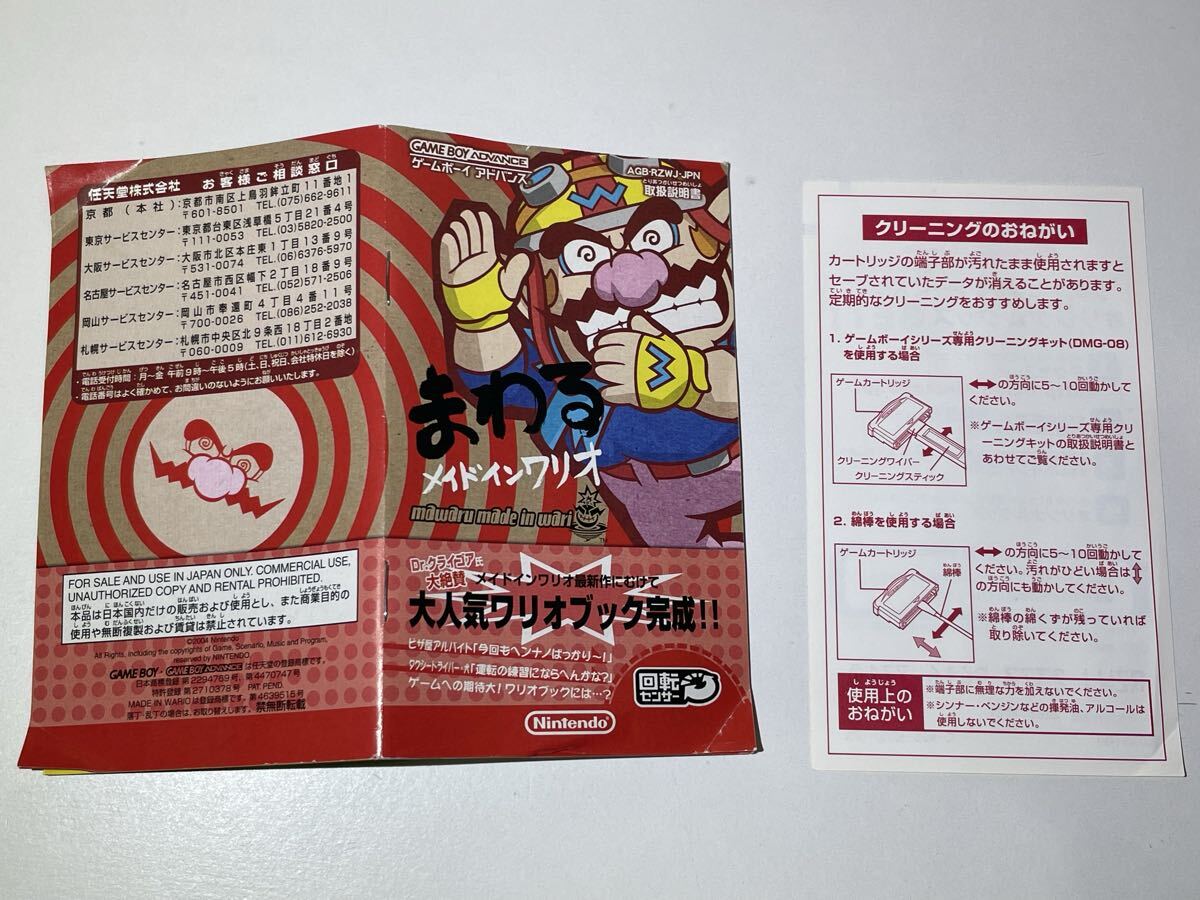 任天堂株式会社 お客様ご相談窓口
京都(本社):京都市南区上鳥羽鉾立町11番地1
〒601-8501 TEL.(075)662-9611
東京サービスセンター:東京都台東区浅草橋5丁目21番4号
〒111-0053 TEL.(03)5820-2500
大阪サービスセンター:大阪市北区本庄東1丁目13番9号
〒531-0074 TEL.(06)6376-5970
名古屋サービスセンター:名古屋市西区幅下2丁目18番9号
〒451-0041 TEL.(052)571-2506
岡山サービスセンター:岡山市奉還町4丁目4番11号
〒700-0026 TEL.(086)252-2038
札幌サービスセンター:札幌市中央区北9条西18丁目2番地
〒060-0009 TEL.(011)612-6930
・電話受付時間:月~金 午前9時~午後5時(土、日、祝日、会社特休日を除く)
・電話番号はよく確かめて、お間違いのないようにお願いいたします。
FOR SALE AND USE IN JAPAN ONLY. COMMERCIAL USE,
UNAUTHORIZED COPY AND RENTAL PROHIBITED.
本品は日本国内だけの販売および使用とし、また商業目的の
使用や無断複製および賃貸は禁止されています。
©2004 Nintendo
All Rights, including the copyrights of Game, Scenario, Music and Program,
reserved by NINTENDO.
GAME BOY・GAME BOY ADVANCEは任天堂の登録商標です。
日本商標登録 第2294769号、第4470747号
特許登録 第2710378号 PAT. PEND.
MADE IN WARIO 登録商標 第4639515号
落丁・乱丁の場合は、お取り替えします。 禁無断転載
GAME BOY ADVANCE
ゲームボーイ アドバンス
AGB-RZWJ-JPN
取扱説明書
W
まわる
メイドインワリオ
mawaru made in wari
Dr.クライゴア氏
大絶賛
メイドインワリオ最新作にむけて
大人気ワリオブック完成!!
ピザ屋アルバイト「今回もヘンナノばっかり~!」
タクシードライバー・犬「運転の練習にならへんがな?」
ゲームへの期待大!ワリオブックには…?
回転
センサー
Nintendo
クリーニングのおねがい
カートリッジの端子部が汚れたまま使用されますと
セーブされていたデータが消えることがあります。
定期的なクリーニングをおすすめします。
1. ゲームボーイシリーズ専用クリーニングキット(DMG-08)
を使用する場合
ゲームカートリッジ
クリーニングワイパー
クリーニングスティック
⟷の方向に5~10回動かして
ください。
※ゲームボーイシリーズ専用クリ
ーニングキットの取扱説明書と
あわせてご覧ください。
2. 綿棒を使用する場合
ゲームカートリッジ
綿棒
⟷の方向に5~10回動かして
ください。汚れがひどい場合は⇕
の方向にも動かしてください。
※綿棒の綿くずが残っていれば
取り除いてください。
使用上の
おねがい
※端子部に無理な力を加えないでください。
※シンナー・ベンジンなどの揮発油、アルコールは
使用しないでください。